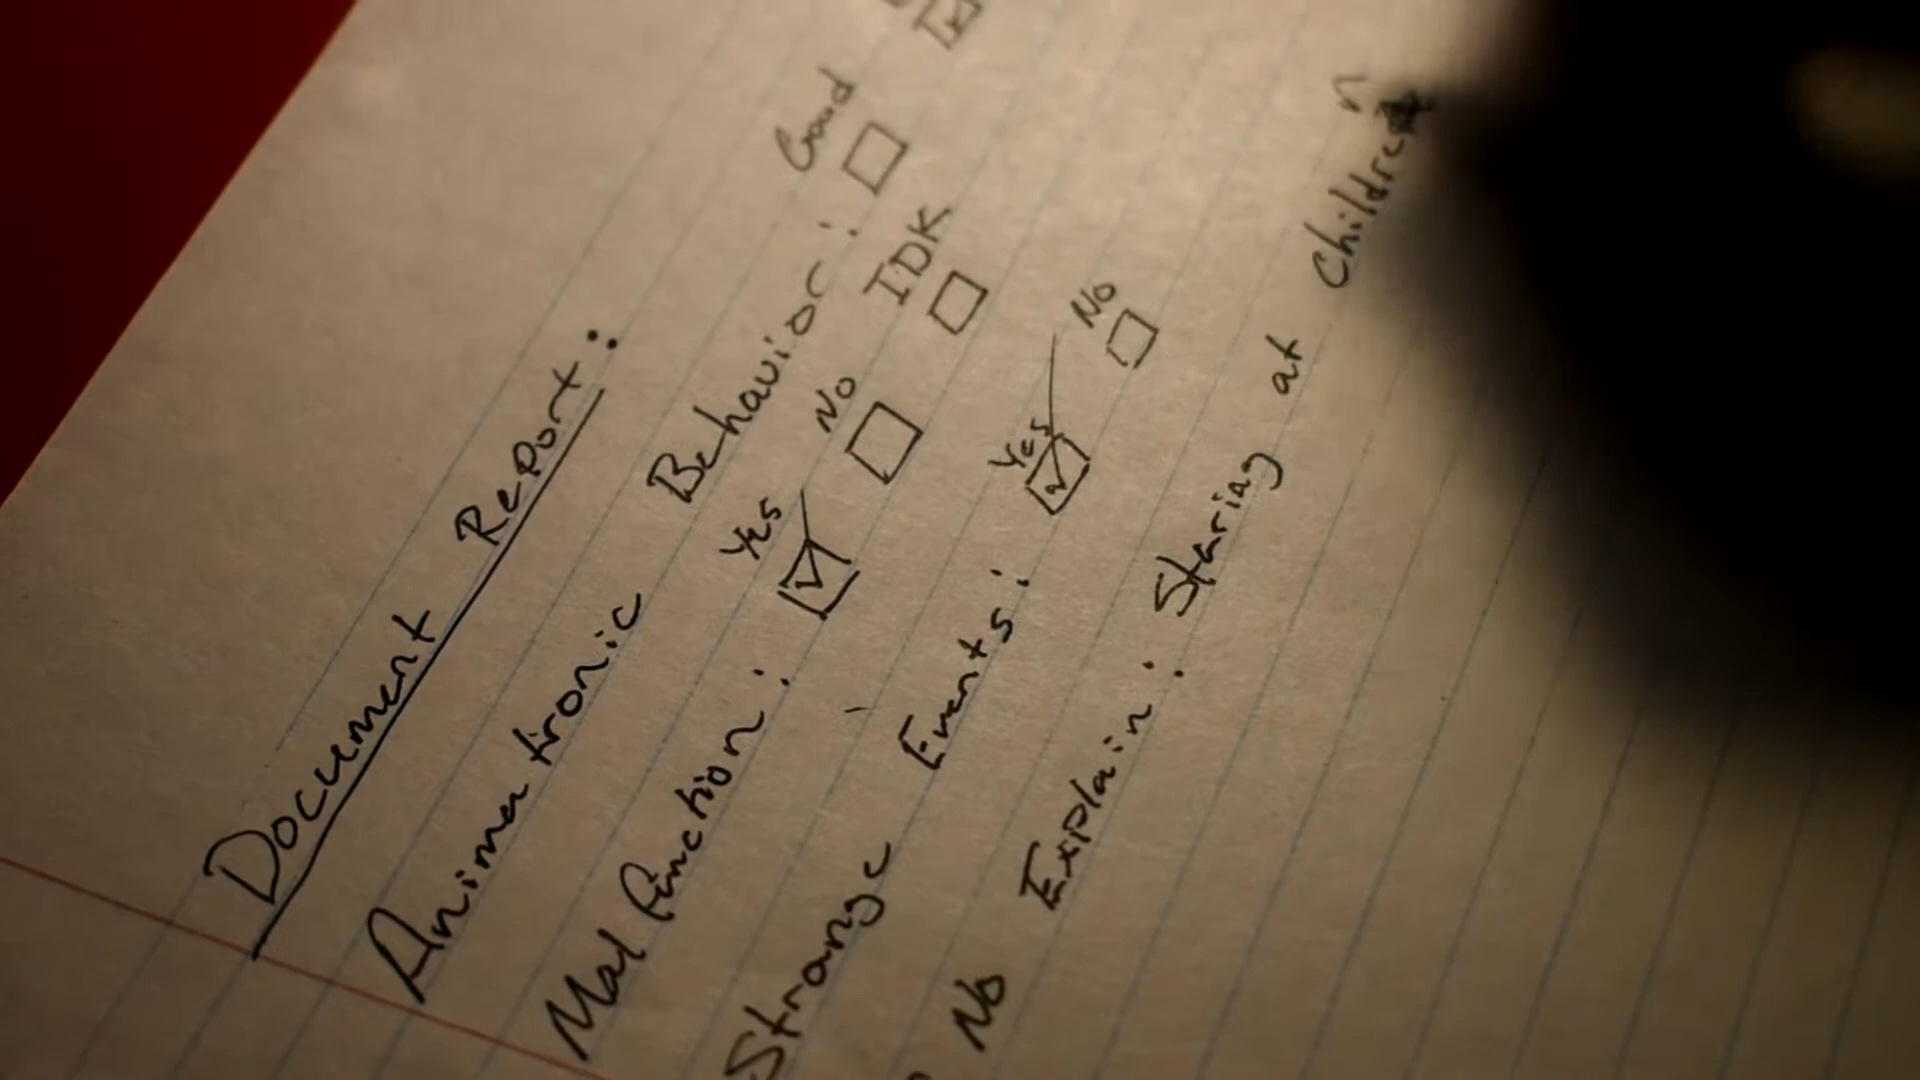 Document Report:
Good
Animatronic Behavior:
Yes No IDK
Malfunction:
Yes No
Strange Events:
No Explain: Staring at Children